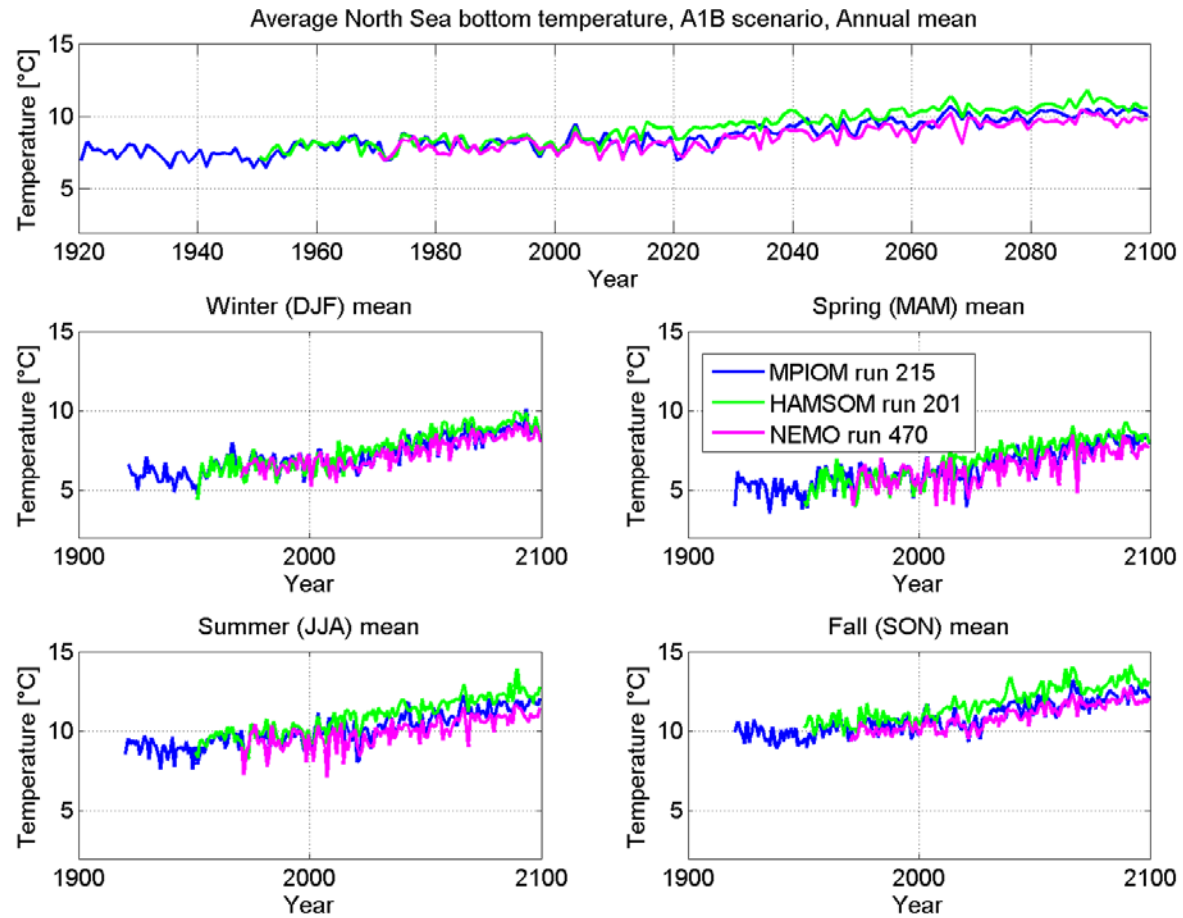 Average North Sea bottom temperature, A1B scenario, Annual mean
Temperature [°C]
15
10
5
1920 1940 1960 1980 2000 2020 2040 2060 2080 2100
Year
Winter (DJF) mean
Temperature [°C]
15
10
5
1900 2000 2100
Year
Spring (MAM) mean
Temperature [°C]
15
10
5
MPIOM run 215
HAMSOM run 201
NEMO run 470
1900 2000 2100
Year
Summer (JJA) mean
Temperature [°C]
15
10
5
1900 2000 2100
Year
Fall (SON) mean
Temperature [°C]
15
10
5
1900 2000 2100
Year